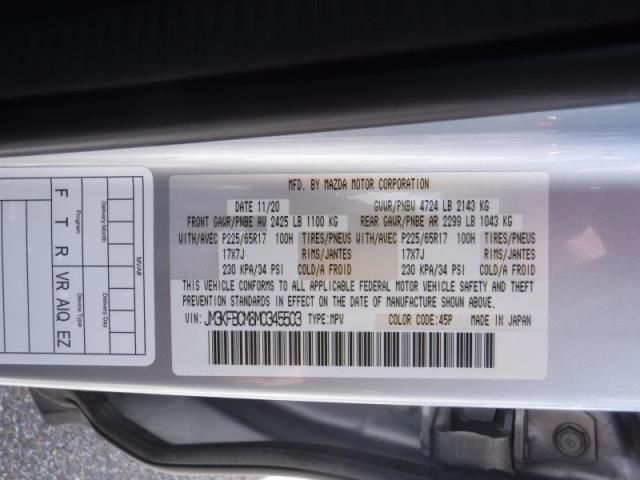 MFD. BY MAZDA MOTOR CORPORATION
DATE 11/20 GVWR/PNBV 4724 LB 2143 KG
FRONT GAWR/PNBE AV 2425 LB 1100 KG REAR GAWR/PNBE AR 2299 LB 1043 KG
WITH/AVEC P225/65R17 100H TIRES/PNEUS WITH/AVEC P225/65R17 100H TIRES/PNEUS
17X7J RIMS/JANTES 17X7J RIMS/JANTES
230 KPA/34 PSI COLD/A FROID 230 KPA/34 PSI COLD/A FROID
THIS VEHICLE CONFORMS TO ALL APPLICABLE FEDERAL MOTOR VEHICLE SAFETY AND THEFT
PREVENTION STANDARDS IN EFFECT ON THE DATE OF MANUFACTURE SHOWN ABOVE.
VIN: JM3KFBCM8M0345503 TYPE:MPV COLOR CODE:45P MADE IN JAPAN
MVA#
Delivery Month Device Type
Delivery Day
F T R VR AIQ EZ